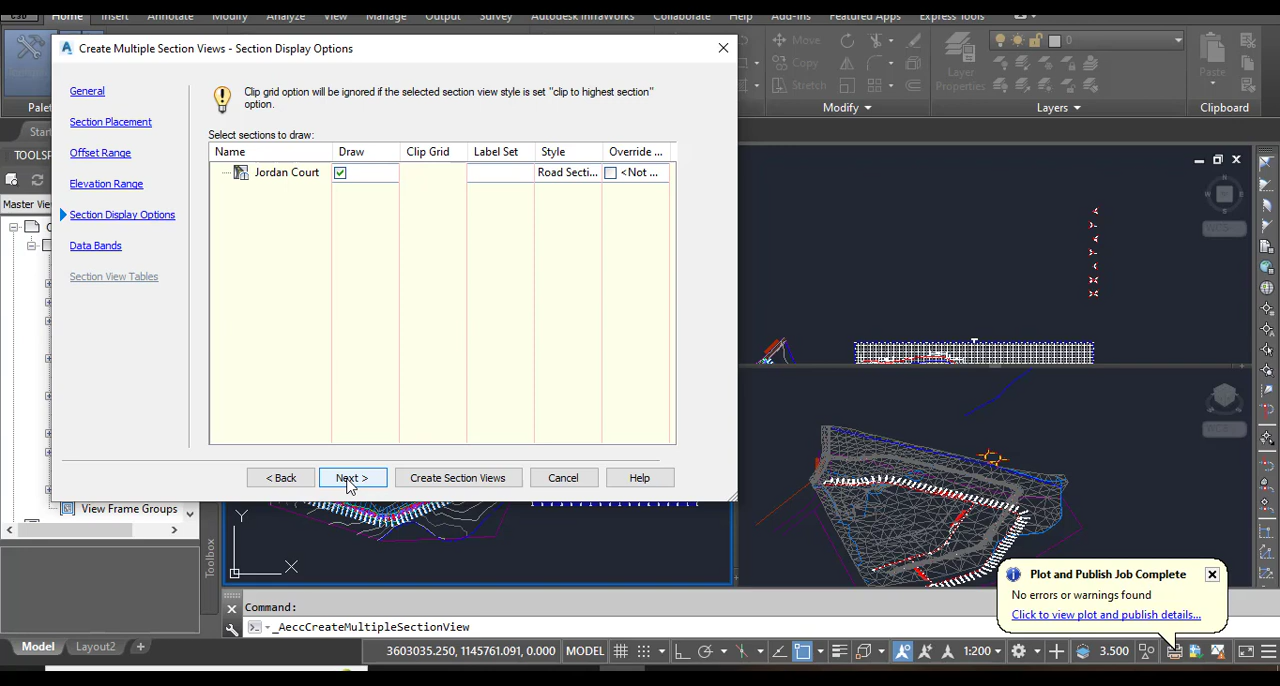 Home Insert Annotate Modify Analyze View Manage Output Survey Autodesk InfraWorks Collaborate Help Add-ins Featured Apps Express Tools
Create Multiple Section Views - Section Display Options
General
Section Placement
Offset Range
Elevation Range
Section Display Options
Data Bands
Section View Tables
Clip grid option will be ignored if the selected section view style is set "clip to highest section"
option.
Select sections to draw:
Name Draw Clip Grid Label Set Style Override ...
Jordan Court Road Secti... <Not ...
< Back Next > Create Section Views Cancel Help
Move
Copy
Stretch
Modify
Layer
Properties
0
Layers
Paste
Clipboard
Palet
Start
TOOLSP
Master Vie
View Frame Groups
Toolbox
Y
X
N
Plot and Publish Job Complete
No errors or warnings found
Click to view plot and publish details...
Command:
_AeccCreateMultipleSectionView
Model Layout2 +
3603035.250, 1145761.091, 0.000 MODEL 1:200 3.500